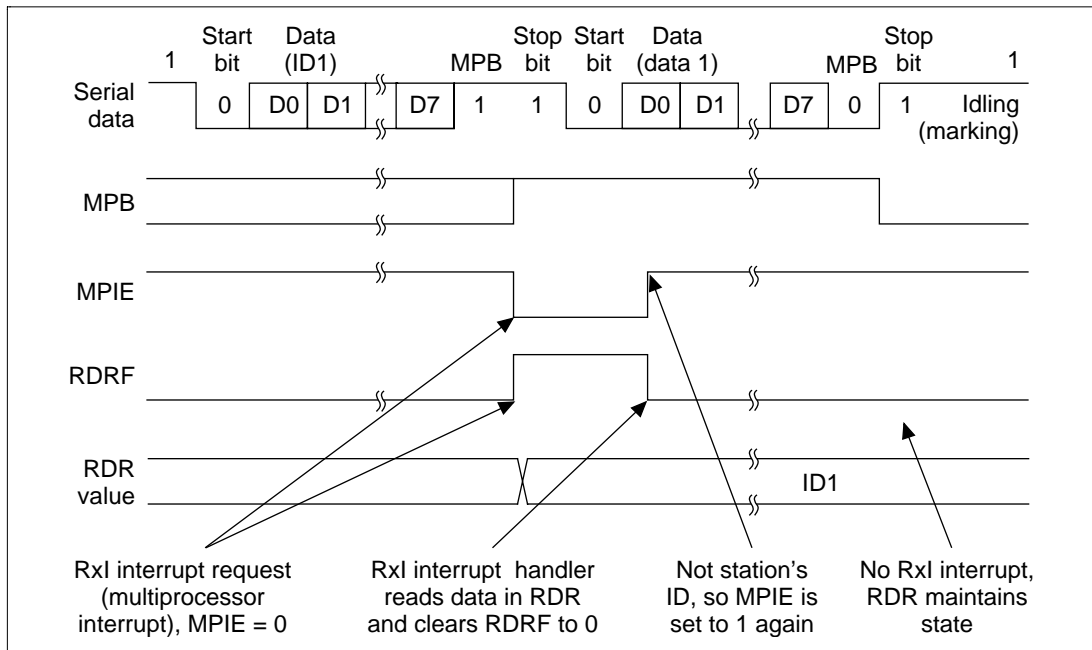 1 Start bit Data (ID1) MPB Stop bit Start bit Data (data 1) MPB Stop bit 1
Serial data 0 D0 D1 D7 1 1 0 D0 D1 D7 0 1 Idling (marking)
MPB
MPIE
RDRF
RDR value ID1
RxI interrupt request
(multiprocessor
interrupt), MPIE = 0
RxI interrupt handler
reads data in RDR
and clears RDRF to 0
Not station's
ID, so MPIE is
set to 1 again
No RxI interrupt,
RDR maintains
state